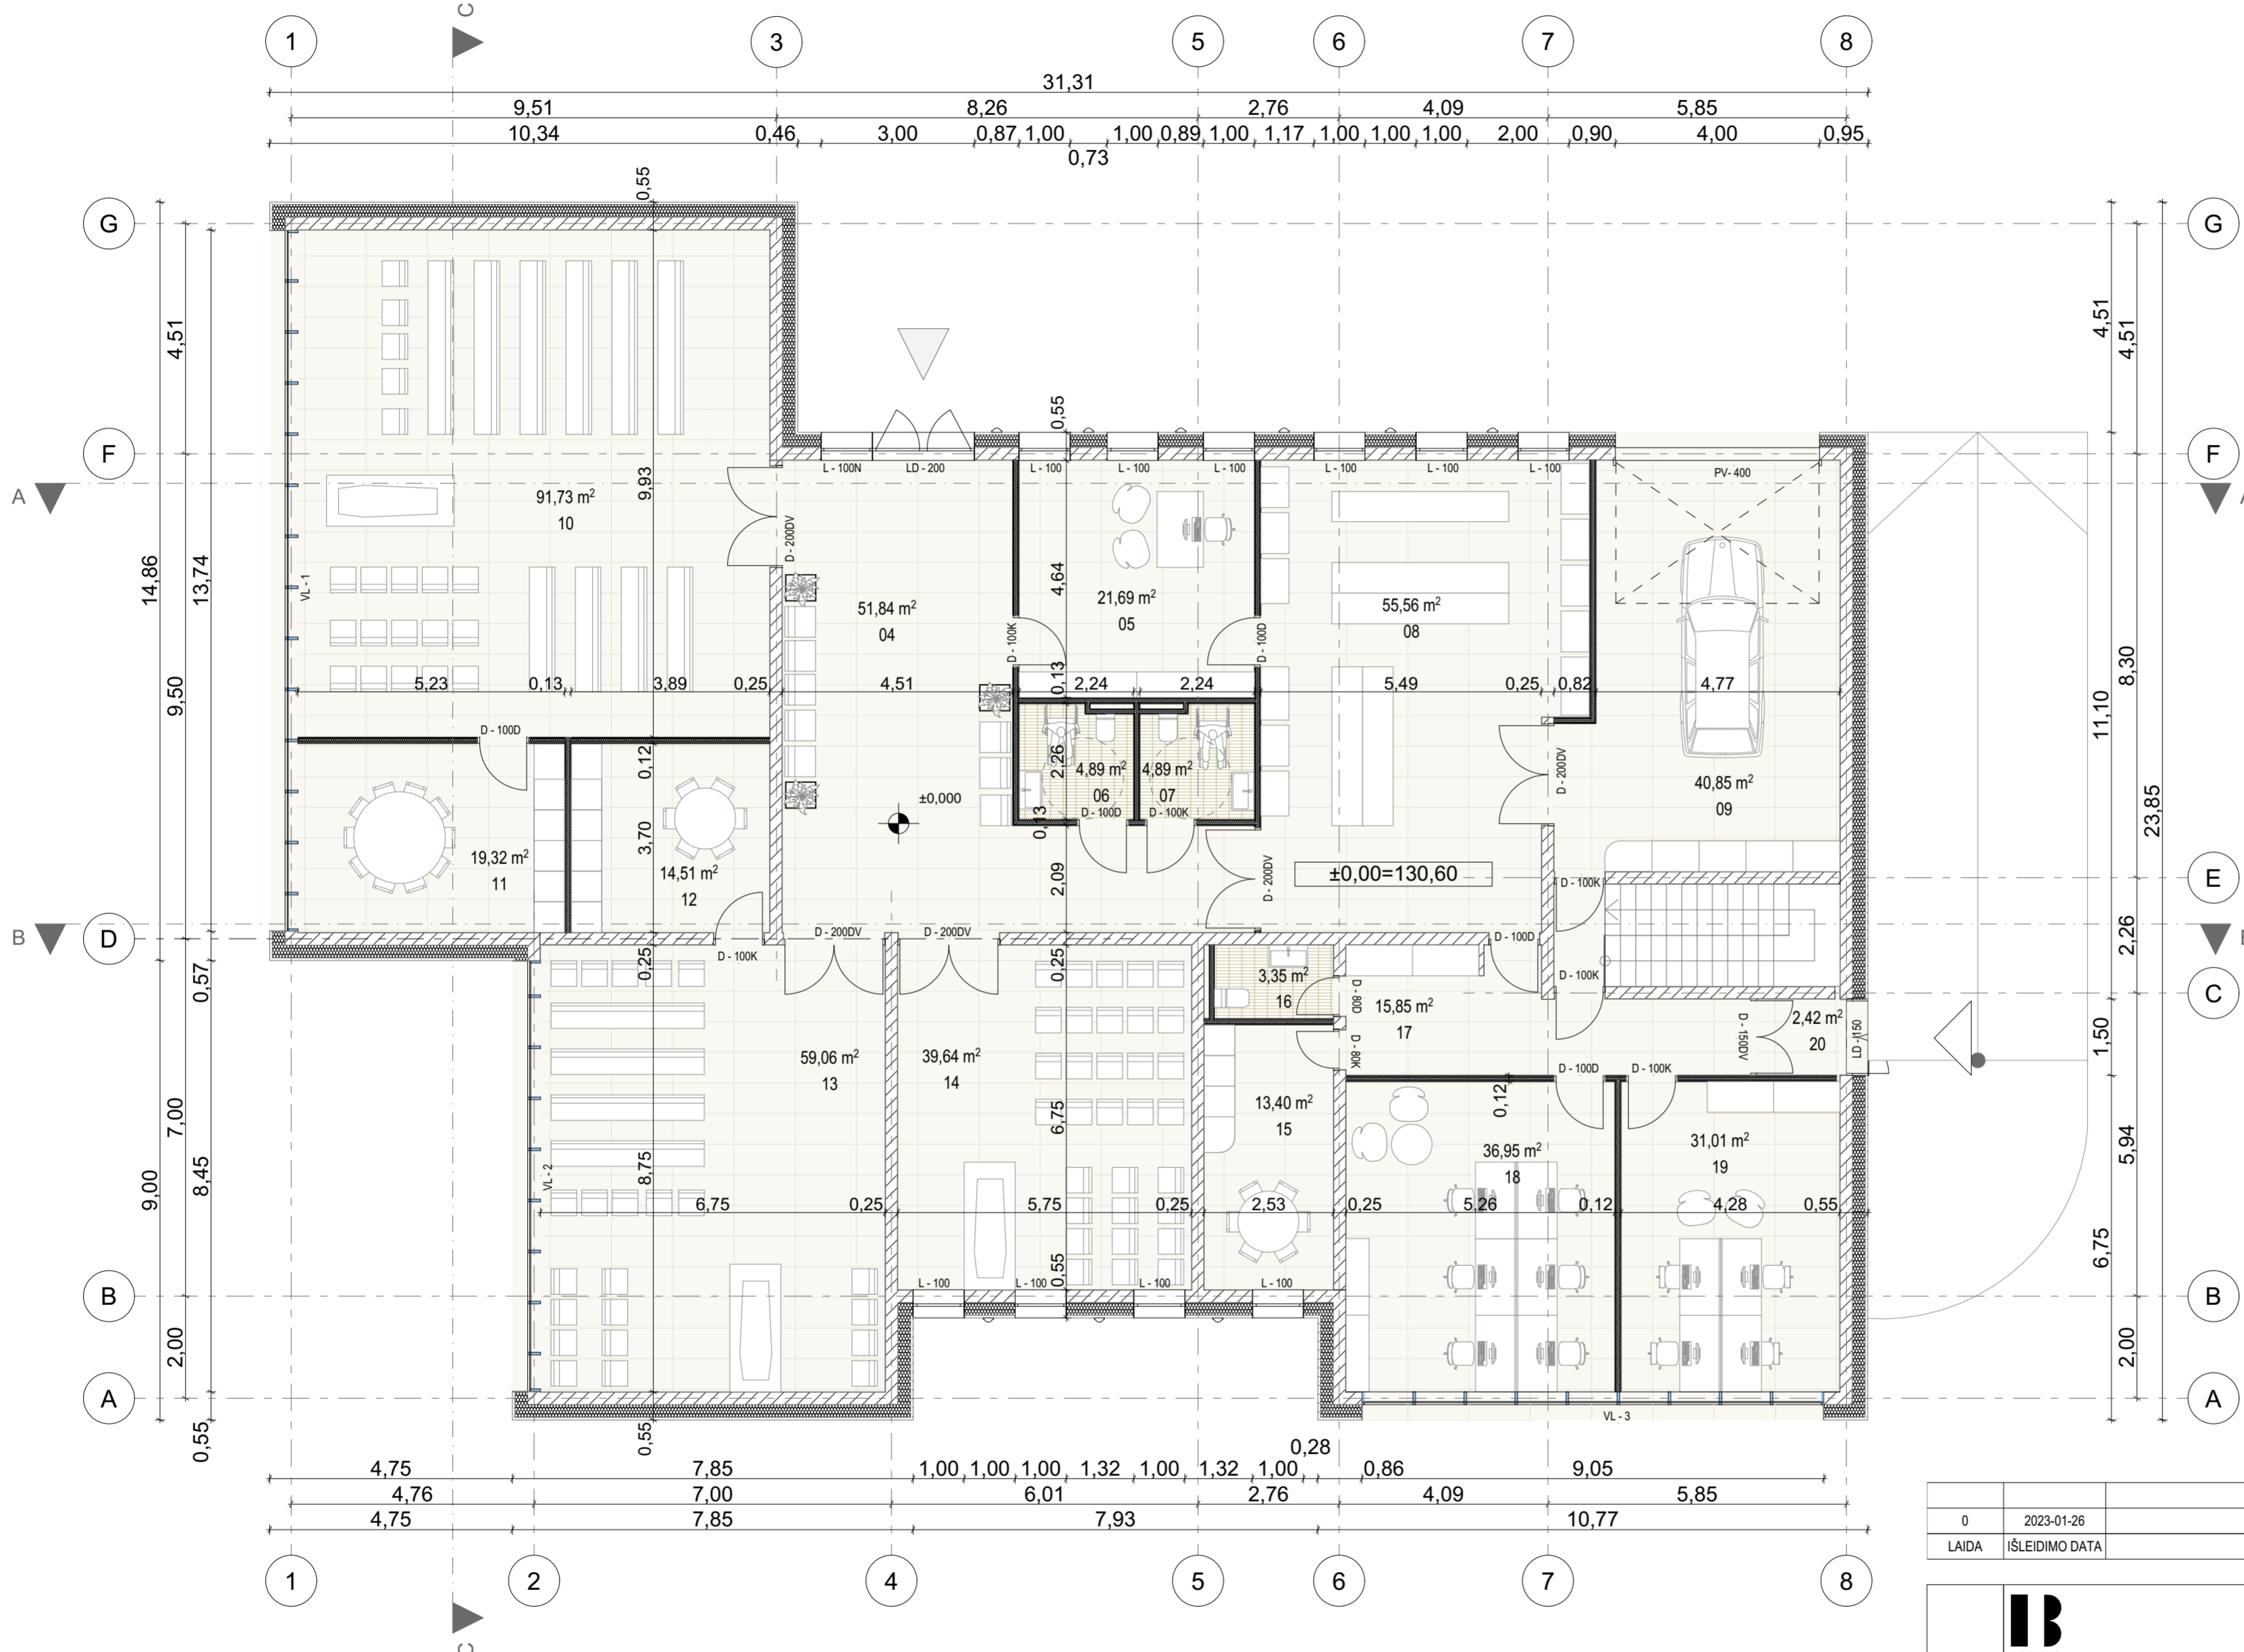 C
1 3 5 6 7 8
31,31
9,51 8,26 2,76 4,09 5,85
10,34 0,46 3,00 0,87 1,00 1,00 0,89 1,00 1,17 1,00 1,00 1,00 2,00 0,90 4,00 0,95
0,73
0,55
G G
4,51 4,51 4,51
0,55
F F
L - 100N LD - 200 L - 100 L - 100 L - 100 L - 100 L - 100 L - 100
PV- 400
A
91,73 m²
10
9,93
D - 200DV
14,86
13,74
VL - 1
51,84 m²
04
4,64
21,69 m²
05
55,56 m²
08
D - 100K
D - 100D
9,50
8,30
11,10
5,23 0,13 3,89 0,25 4,51 0,13 2,24 2,24 5,49 0,25 0,82 4,77
D - 100D
0,12
2,26
4,89 m²
06
4,89 m²
07
D - 200DV
40,85 m²
09
±0,000
D - 100D D - 100K
0,13
23,85
3,70
19,32 m²
11
14,51 m²
12
2,09
D - 200DV
±0,00=130,60
D - 100K
E E
B D D
D - 100K
D - 200DV D - 200DV
D - 100D
0,25 0,25
2,26
0,57
3,35 m²
16
D - 80D
15,85 m²
17
D - 100K
C
59,06 m²
13
39,64 m²
14
D - 80K
D - 150DV
2,42 m²
20
LD - 150
1,50
D - 100D D - 100K
0,12
7,00
8,45
9,00
VL - 2
8,75
6,75
13,40 m²
15
36,95 m²
18
31,01 m²
19
5,94
6,75
6,75 0,25 5,75 0,25 2,53 0,25 5,26 0,12 4,28 0,55
0,55
L - 100 L - 100 L - 100 L - 100
B B
2,00 2,00
A A
VL - 3
0,55 0,55
0,28
4,75 7,85 1,00 1,00 1,00 1,32 1,00 1,32 1,00 0,86 9,05
4,76 7,00 6,01 2,76 4,09 5,85
4,75 7,85 7,93 10,77
0 2023-01-26
LAIDA IŠLEIDIMO DATA
1 2 4 5 6 7 8
B